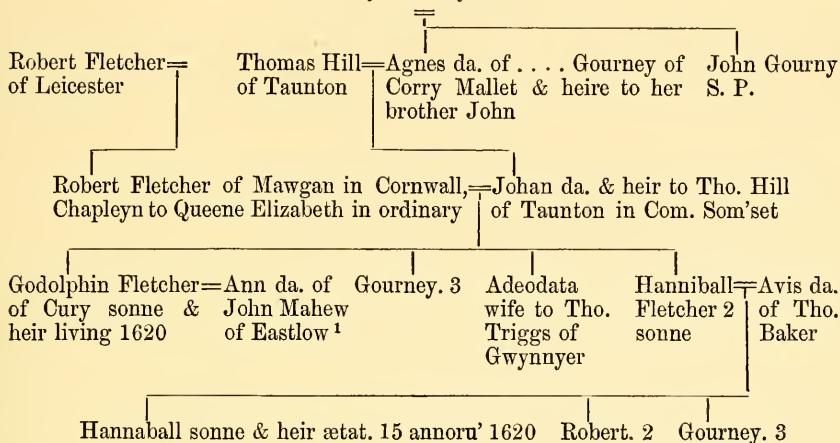 Robert Fletcher=
of Leicester
Thomas Hill=Agnes da. of . . . . Gourney of
of Taunton
Corry Mallet & heire to her
brother John
John Gourny
S. P.
Robert Fletcher of Mawgan in Cornwall,=Johan da. & heir to Tho. Hill
Chapleyn to Queene Elizabeth in ordinary
of Taunton in Com. Som'set
Godolphin Fletcher=Ann da. of
of Cury sonne &
heir living 1620
John Mahew
of Eastlow ¹
Gourney. 3
Adeodata
wife to Tho.
Triggs of
Gwynnyer
Hanniball=Avis da.
Fletcher 2
sonne
of Tho.
Baker
Hannaball sonne & heir ætat. 15 annoru' 1620
Robert. 2
Gourney. 3